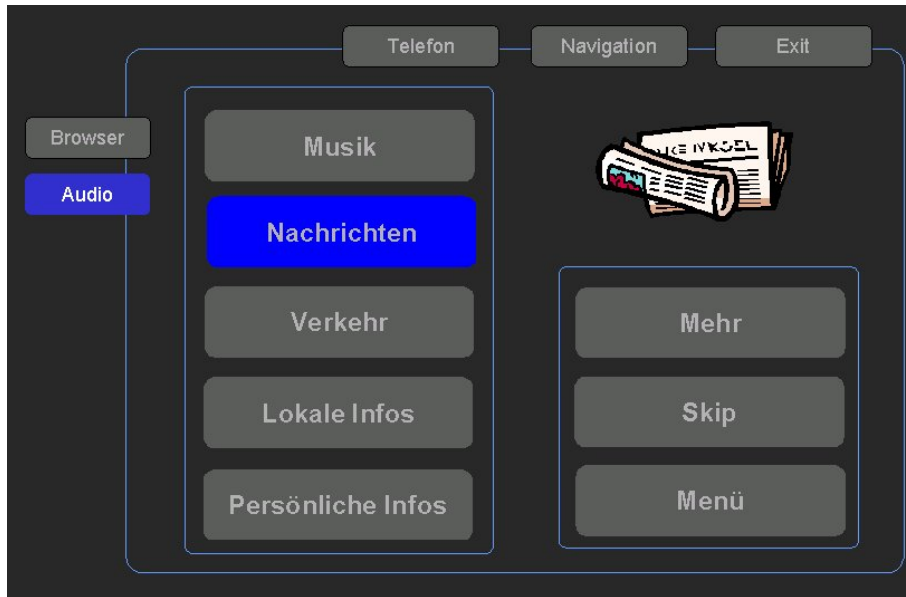 Telefon
Navigation
Exit
Browser
Audio
Musik
Nachrichten
Verkehr
Lokale Infos
Persönliche Infos
Mehr
Skip
Menü